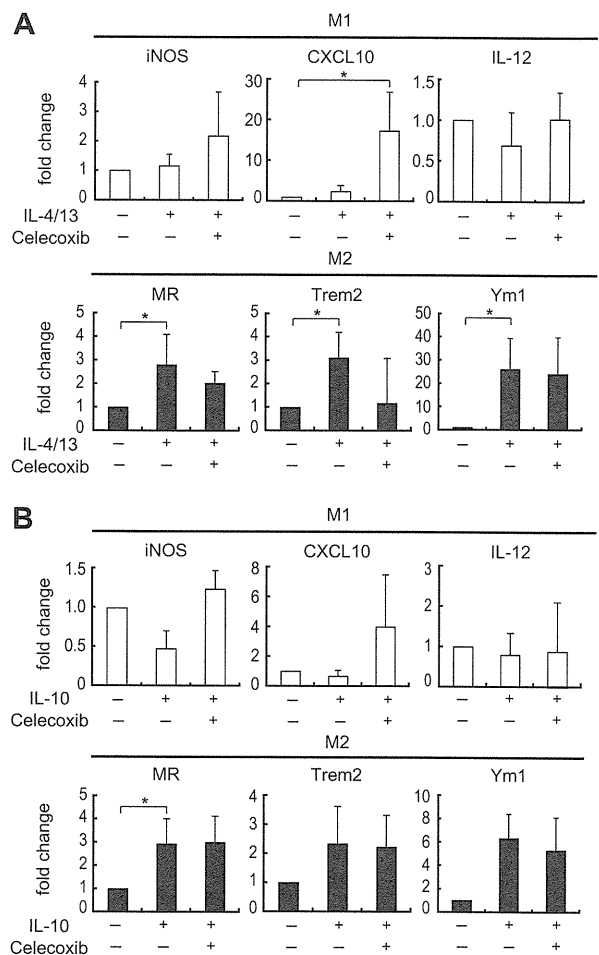 A
M1
iNOS CXCL10 IL-12
fold change
4
3
2
1
0
30
20
10
0
1.5
1.0
0.5
0
*
IL-4/13 – + + – + + – + +
Celecoxib – – + – – + – – +
M2
MR Trem2 Ym1
fold change
5
4
3
2
1
0
5
4
3
2
1
0
50
40
30
20
10
0
* * *
IL-4/13 – + + – + + – + +
Celecoxib – – + – – + – – +
B
M1
iNOS CXCL10 IL-12
fold change
1.5
1.0
0.5
0
8
6
4
2
0
3
2
1
0
IL-10 – + + – + + – + +
Celecoxib – – + – – + – – +
M2
MR Trem2 Ym1
fold change
5
4
3
2
1
0
4
3
2
1
0
10
8
6
4
2
0
*
IL-10 – + + – + + – + +
Celecoxib – – + – – + – – +